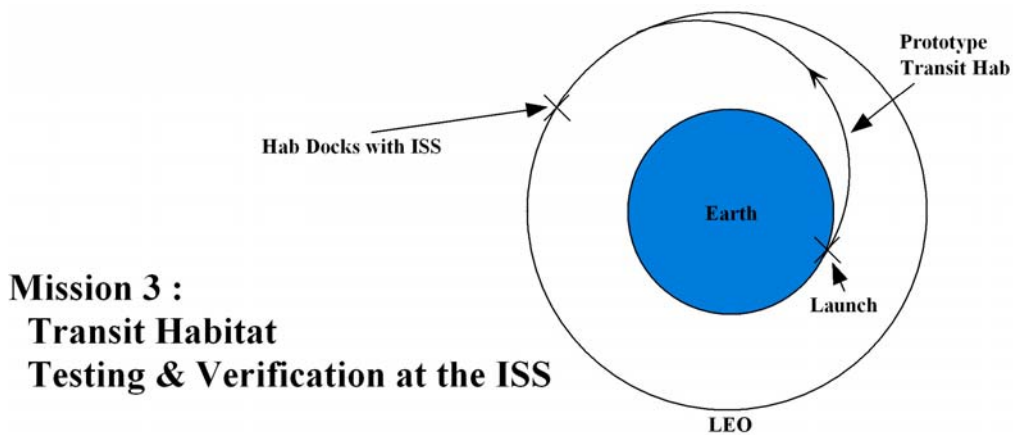 Prototype
Transit Hab
Hab Docks with ISS
Earth
Launch
Mission 3 :
Transit Habitat
Testing & Verification at the ISS
LEO